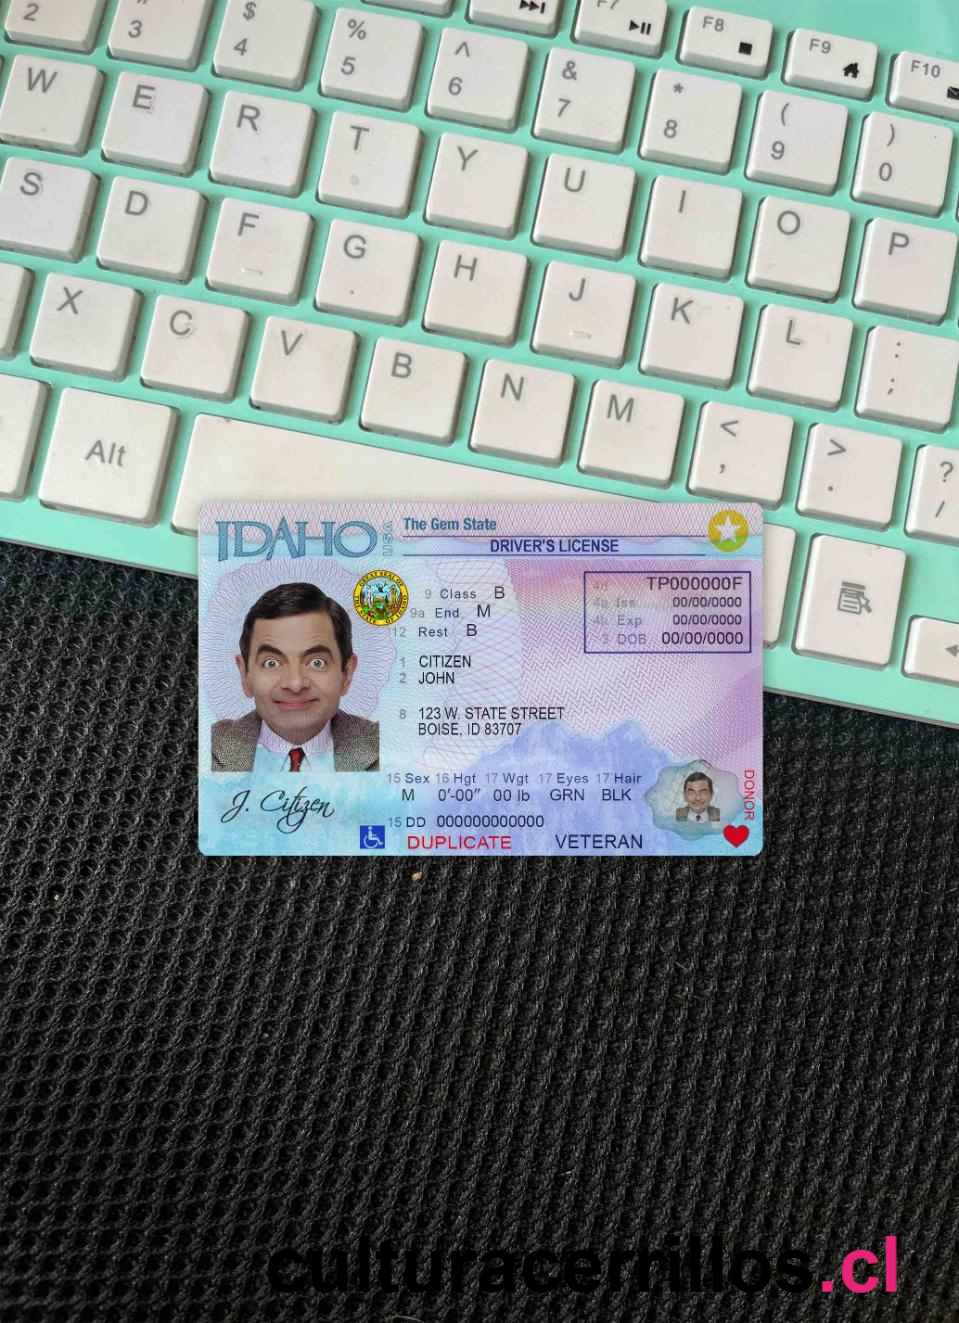 2 # 3 $ 4 % 5 ^ 6 & 7 * 8 ( 9 ) 0
F7 F8 F9 F10
W E R T Y U I O P
S D F G H J K L : ;
X C V B N M < , > . ? /
Alt
IDAHO USA
The Gem State
DRIVER'S LICENSE
9 Class B
9a End M
12 Rest B
4d TP000000F
4a Iss 00/00/0000
4b Exp 00/00/0000
3 DOB 00/00/0000
1 CITIZEN
2 JOHN
8 123 W. STATE STREET
BOISE, ID 83707
15 Sex 16 Hgt 17 Wgt 17 Eyes 17 Hair
M 0'-00" 00 lb GRN BLK
J. Citizen
15 DD 000000000000
DUPLICATE VETERAN
DONOR
culturacerrillos.cl